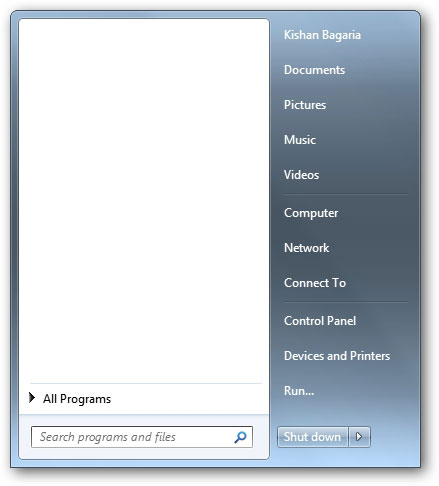 Kishan Bagaria
Documents
Pictures
Music
Videos
Computer
Network
Connect To
Control Panel
Devices and Printers
Run...
All Programs
Search programs and files
Shut down